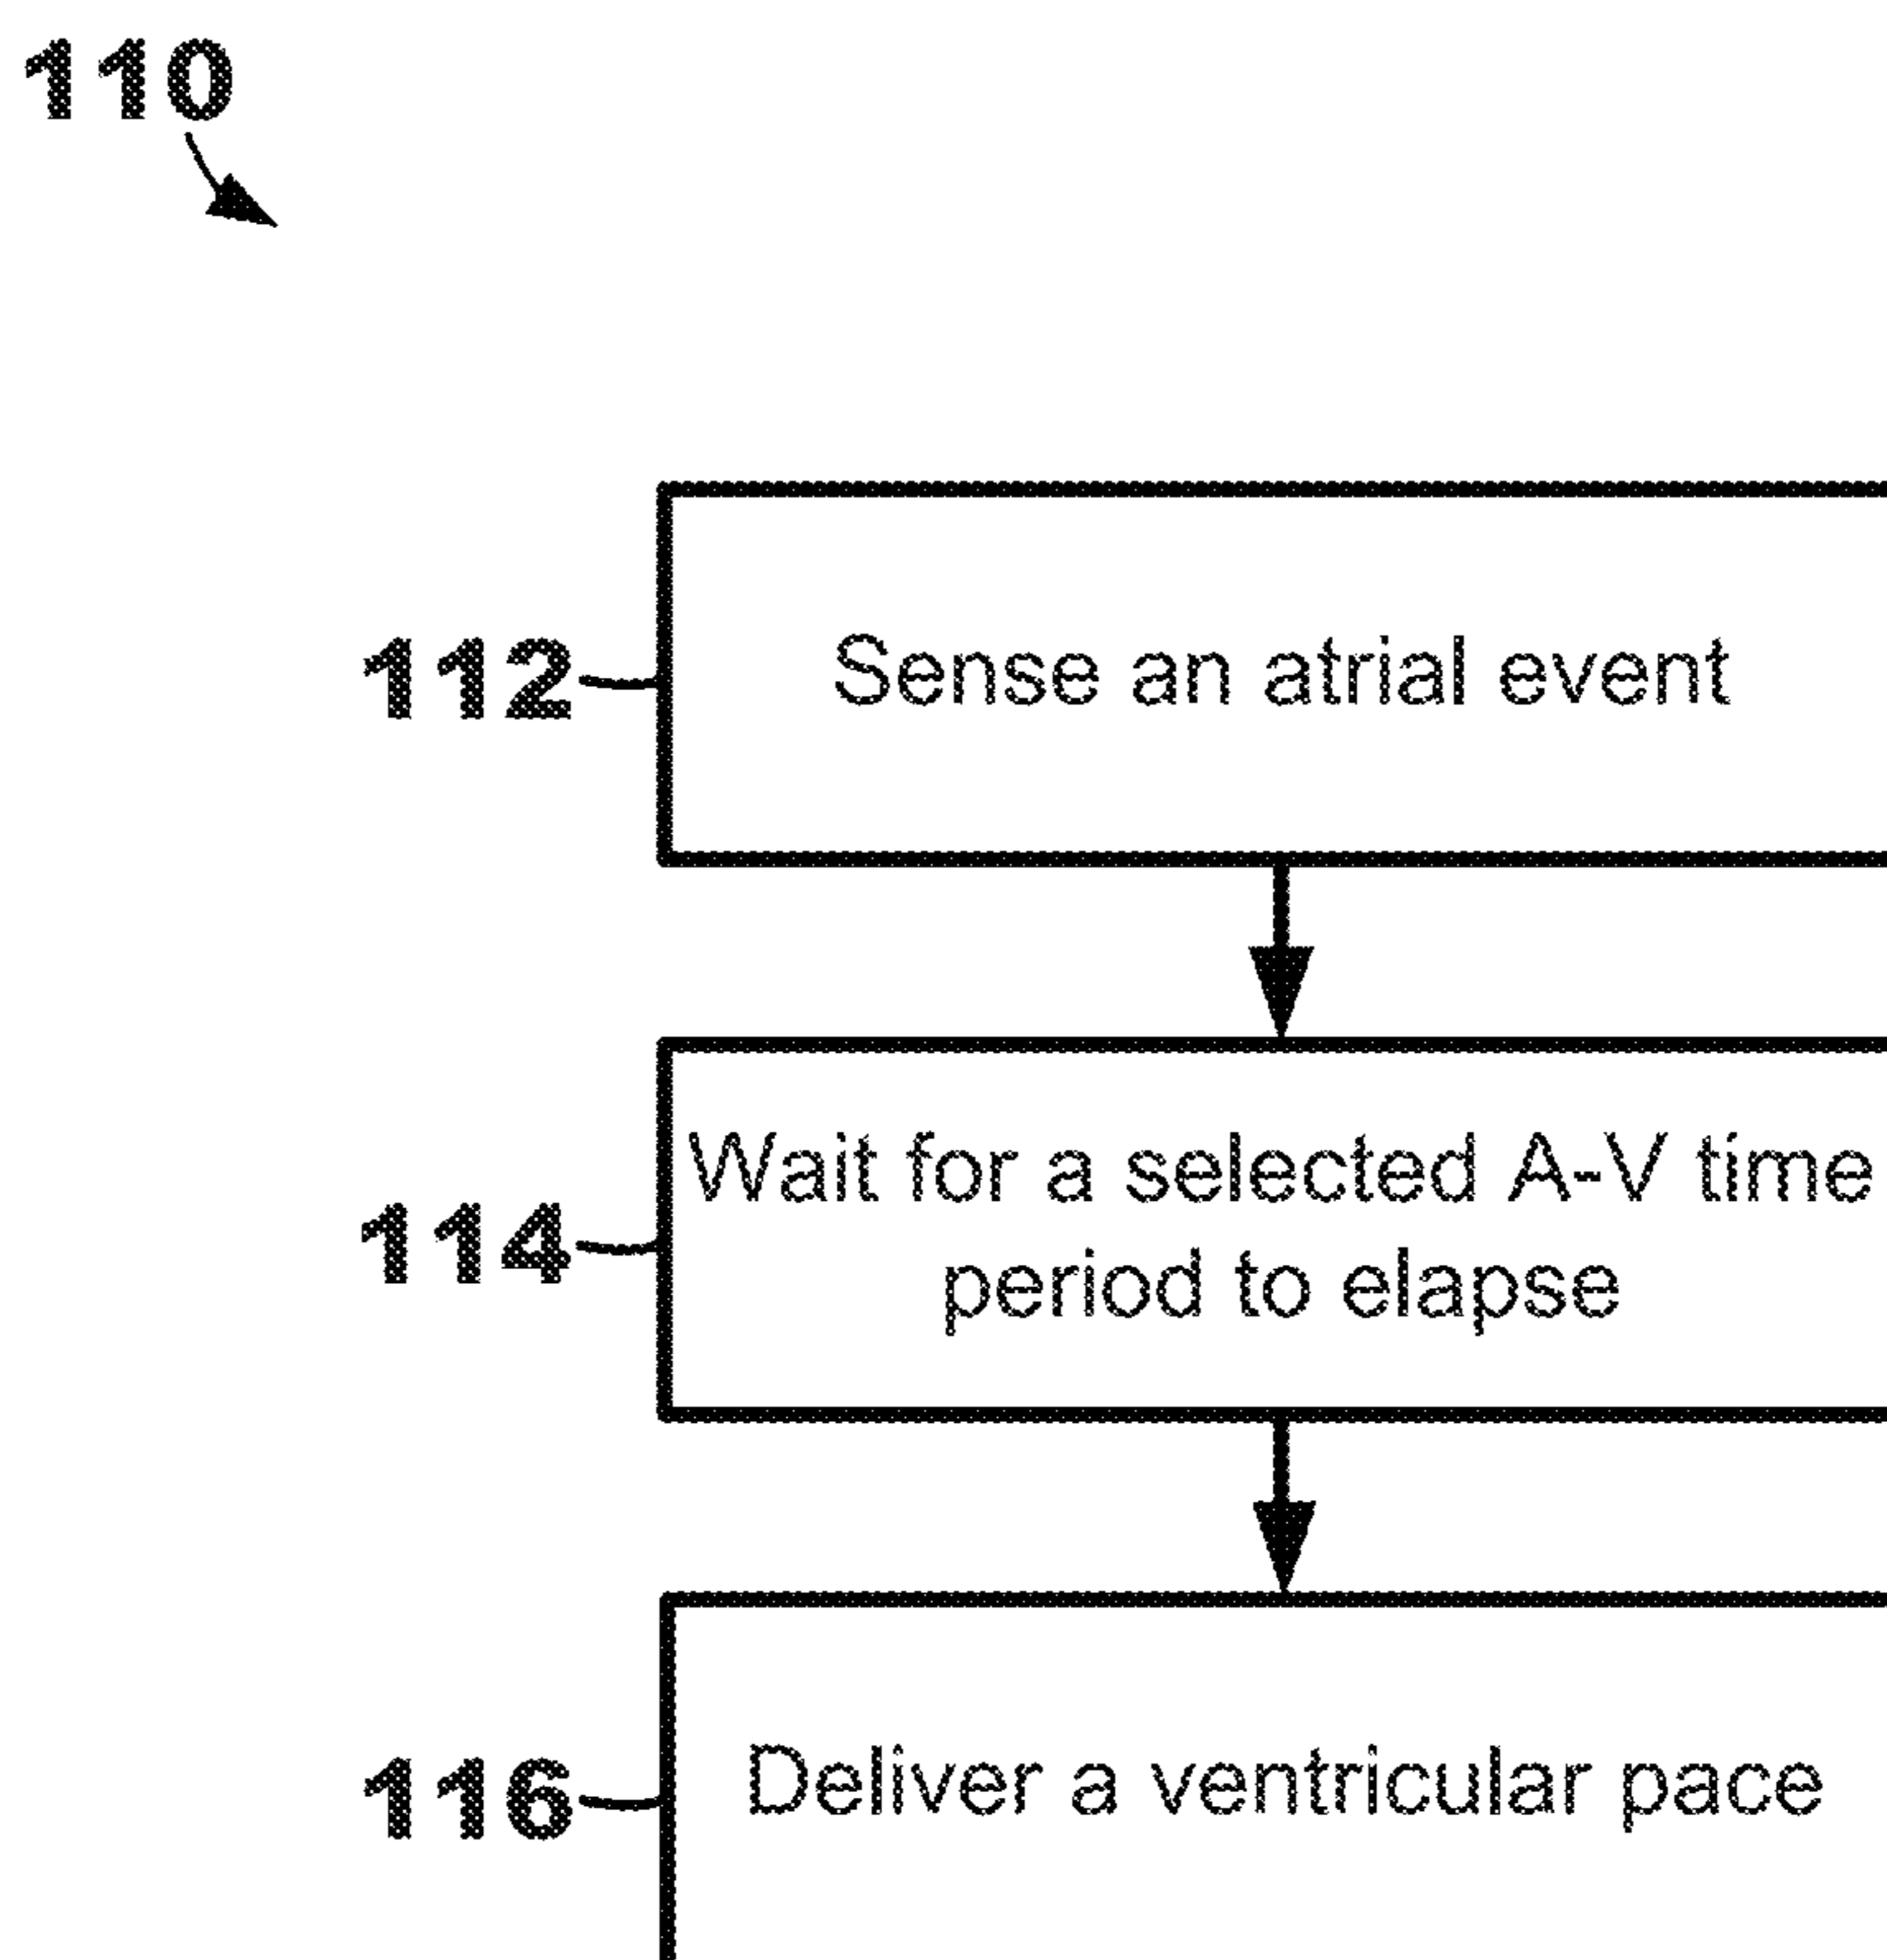 110
112
Sense an atrial event
114
Wait for a selected A-V time
period to elapse
116
Deliver a ventricular pace